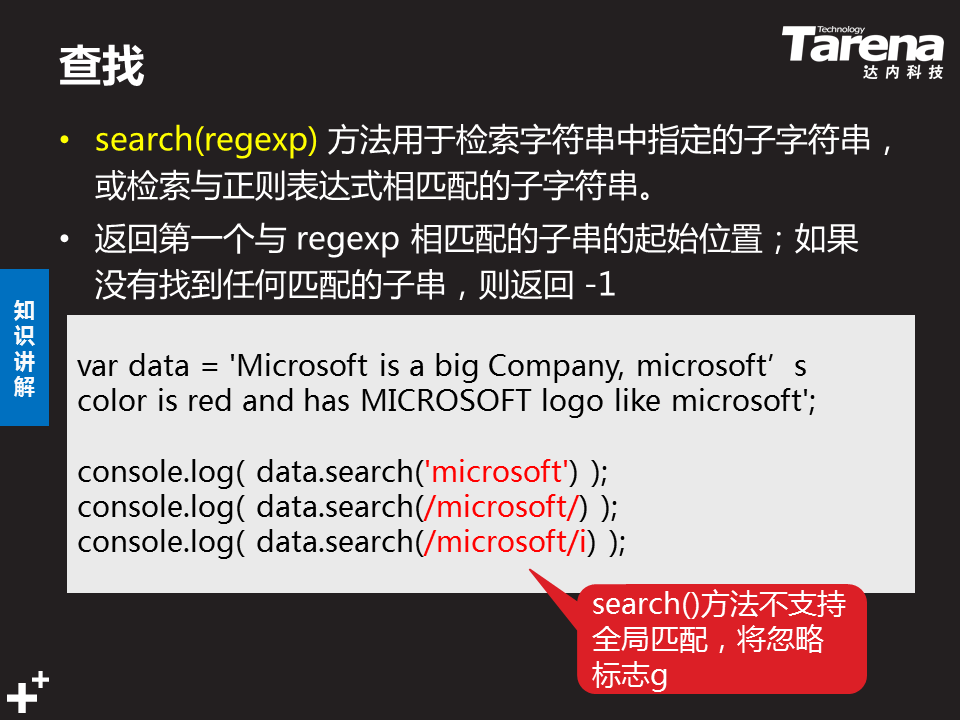 查找
Technology
Tarena
达内科技
• search(regexp) 方法用于检索字符串中指定的子字符串，
或检索与正则表达式相匹配的子字符串。
• 返回第一个与 regexp 相匹配的子串的起始位置；如果
没有找到任何匹配的子串，则返回 -1
知
识
讲
解
var data = 'Microsoft is a big Company, microsoft’s
color is red and has MICROSOFT logo like microsoft';
console.log( data.search('microsoft') );
console.log( data.search(/microsoft/) );
console.log( data.search(/microsoft/i) );
search()方法不支持
全局匹配，将忽略
标志g